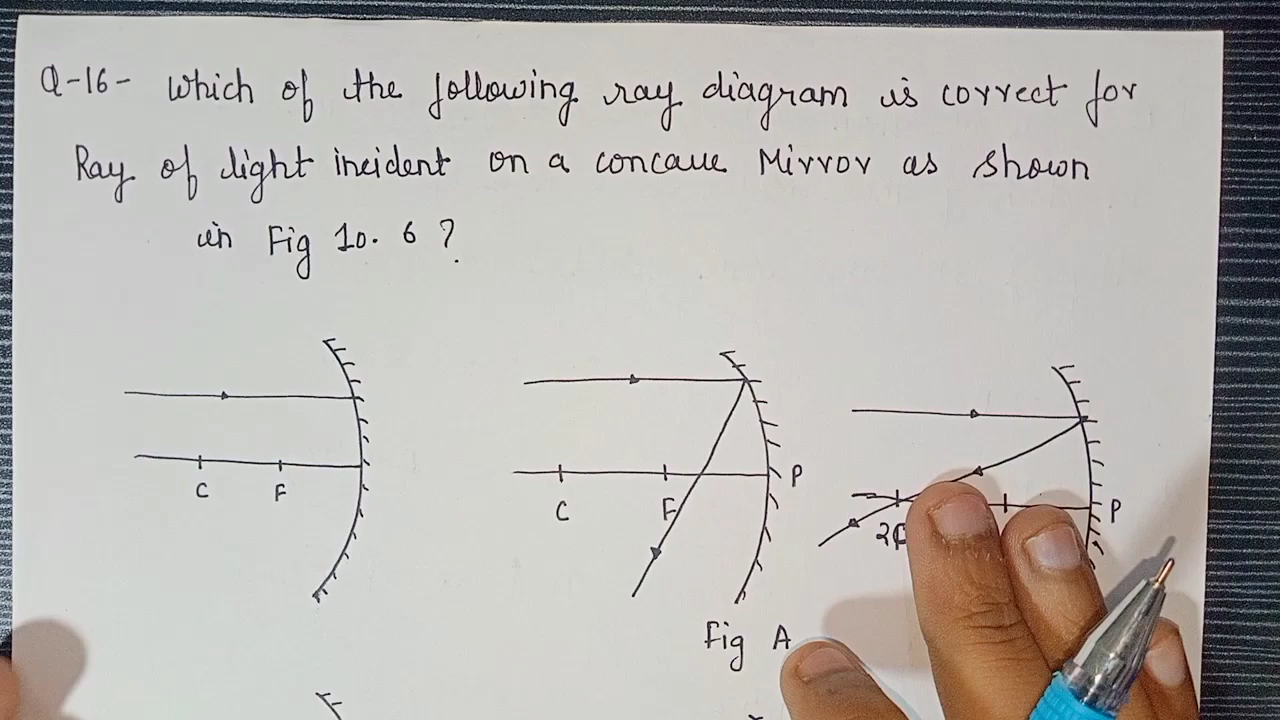 Q-16- Which of the following ray diagram is correct for
Ray of light incident on a concave Mirror as shown
in Fig 10. 6 ?
C F
C F P
2F P
Fig A